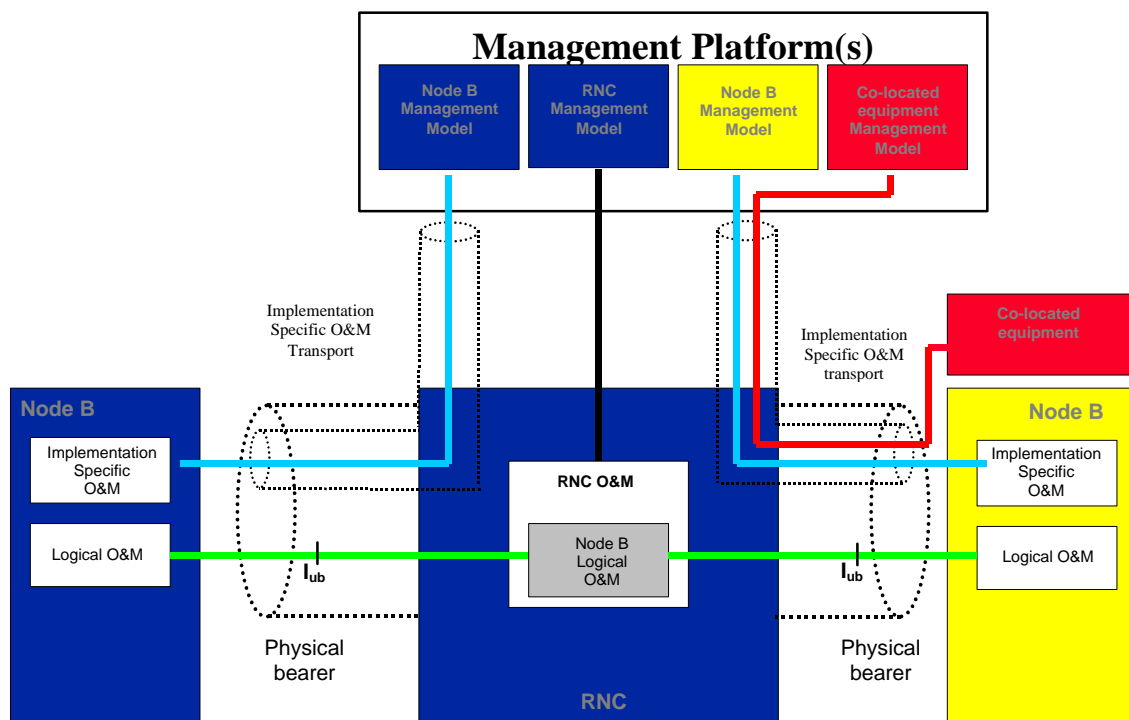 Management Platform(s)
Node B
Management
Model
RNC
Management
Model
Node B
Management
Model
Co-located
equipment
Management
Model
Implementation
Specific O&M
Transport
Implementation
Specific O&M
transport
Co-located
equipment
Node B
Implementation
Specific
O&M
Logical O&M
RNC O&M
Node B
Logical
O&M
Node B
Implementation
Specific
O&M
Logical O&M
Iub
Iub
Physical
bearer
RNC
Physical
bearer